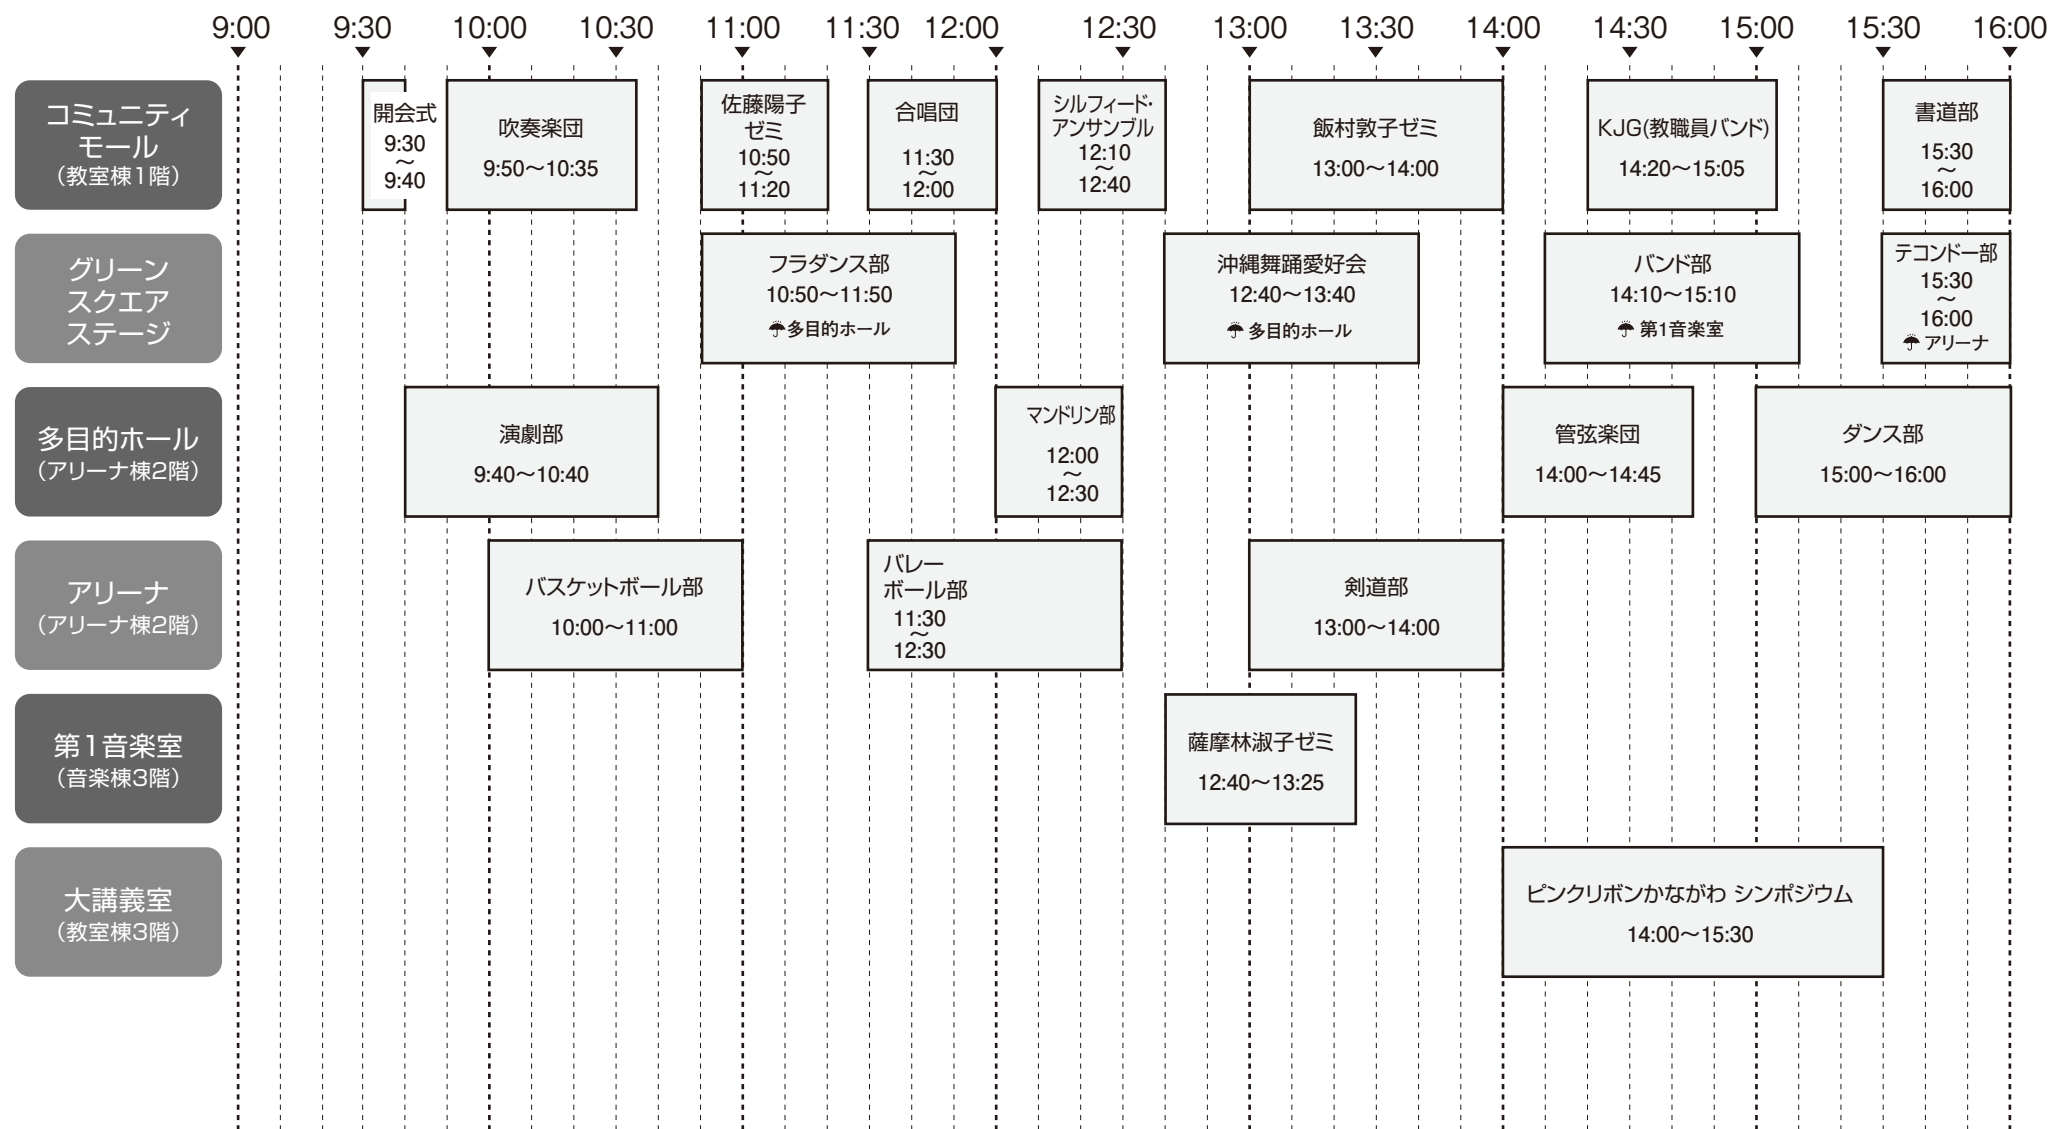 9:00 9:30 10:00 10:30 11:00 11:30 12:00 12:30 13:00 13:30 14:00 14:30 15:00 15:30 16:00
コミュニティ
モール
（教室棟1階）
開会式
9:30
〜
9:40
吹奏楽団
9:50〜10:35
佐藤陽子
ゼミ
10:50
〜
11:20
合唱団
11:30
〜
12:00
シルフィード・
アンサンブル
12:10
〜
12:40
飯村敦子ゼミ
13:00〜14:00
KJG(教職員バンド)
14:20〜15:05
書道部
15:30
〜
16:00
グリーン
スクエア
ステージ
フラダンス部
10:50〜11:50
☂多目的ホール
沖縄舞踊愛好会
12:40〜13:40
☂多目的ホール
バンド部
14:10〜15:10
☂第1音楽室
テコンドー部
15:30
〜
16:00
☂アリーナ
多目的ホール
（アリーナ棟2階）
演劇部
9:40〜10:40
マンドリン部
12:00
〜
12:30
管弦楽団
14:00〜14:45
ダンス部
15:00〜16:00
アリーナ
（アリーナ棟2階）
バスケットボール部
10:00〜11:00
バレー
ボール部
11:30
〜
12:30
剣道部
13:00〜14:00
第1音楽室
（音楽棟3階）
薩摩林淑子ゼミ
12:40〜13:25
大講義室
（教室棟3階）
ピンクリボンかながわ シンポジウム
14:00〜15:30